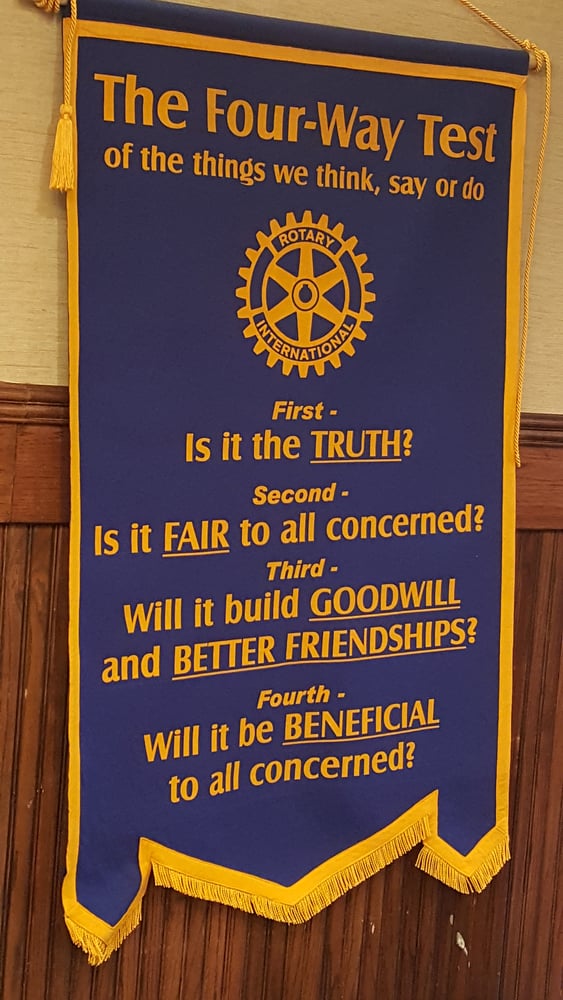 The Four-Way Test
of the things we think, say or do
ROTARY
INTERNATIONAL
First -
Is it the TRUTH?
Second -
Is it FAIR to all concerned?
Third -
Will it build GOODWILL
and BETTER FRIENDSHIPS?
Fourth -
Will it be BENEFICIAL
to all concerned?